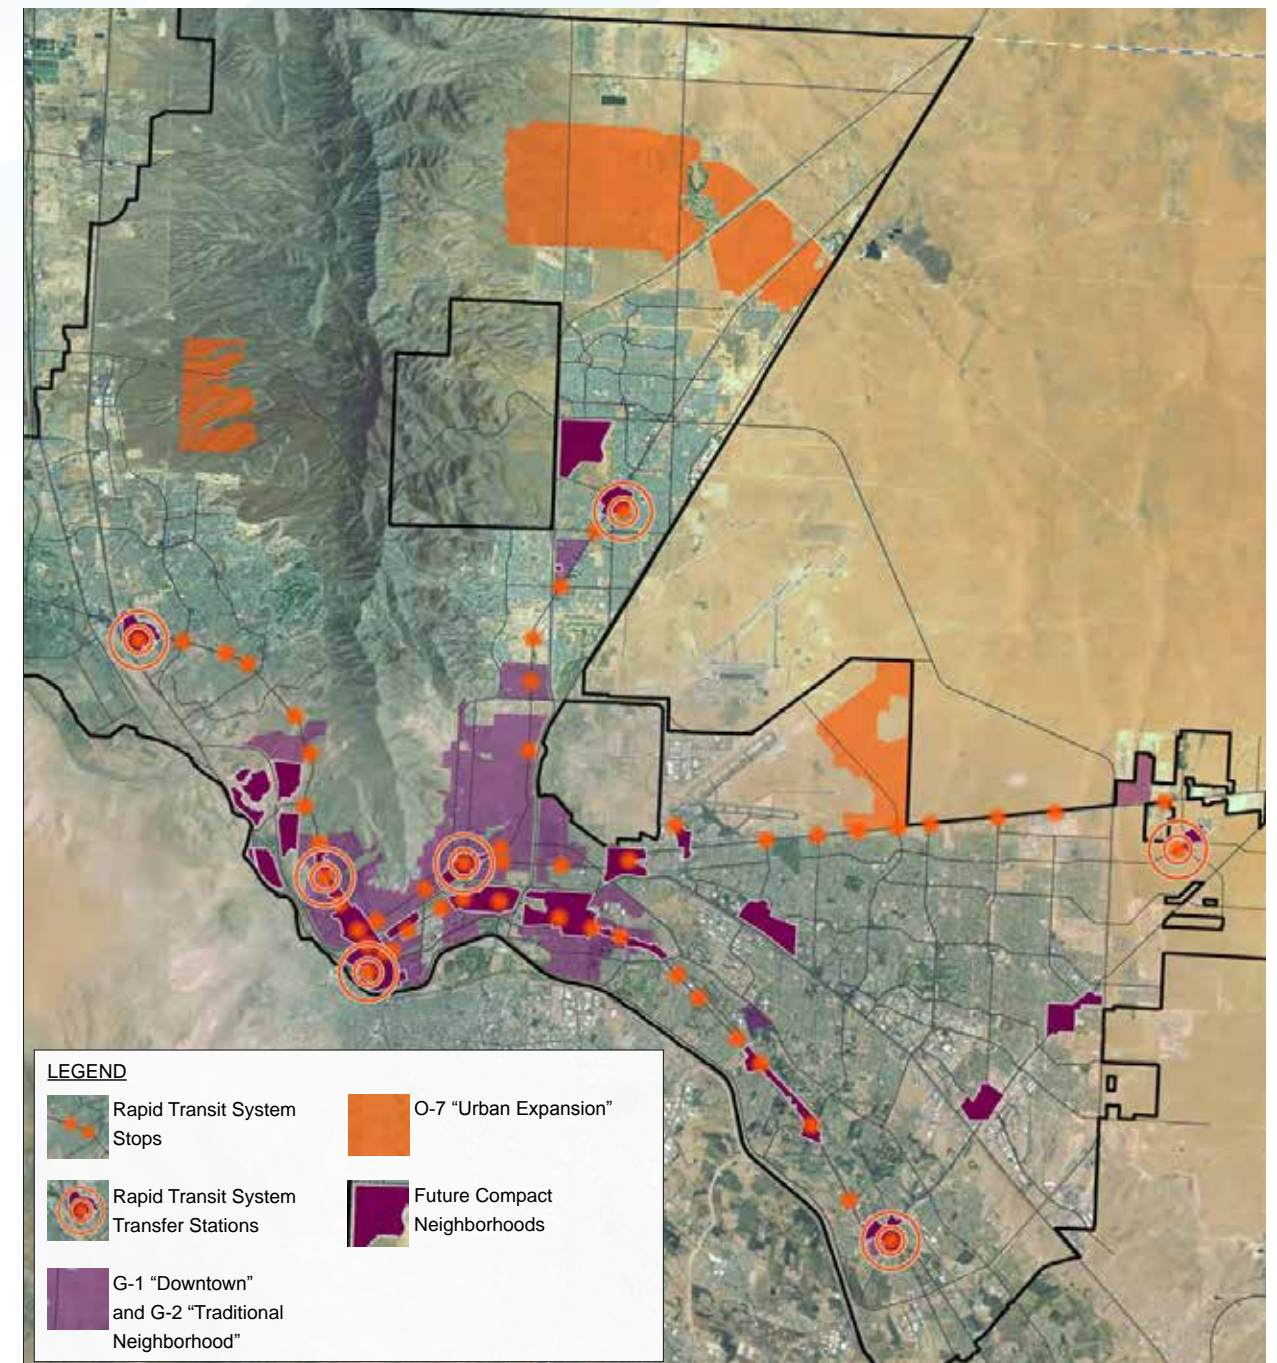 LEGEND
Rapid Transit System
Stops
Rapid Transit System
Transfer Stations
G-1 “Downtown”
and G-2 “Traditional
Neighborhood”
O-7 “Urban Expansion”
Future Compact
Neighborhoods